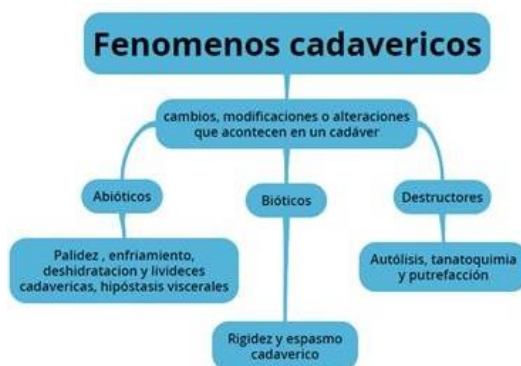 Fenomenos cadavericos
cambios, modificaciones o alteraciones
que acontecen en un cadáver
Abióticos
Bióticos
Destructores
Palidez , enfriamiento,
deshidratacion y livideces
cadavericas, hipóstasis viscerales
Autólisis, tanatoquimia
y putrefacción
Rigidez y espasmo
cadaverico